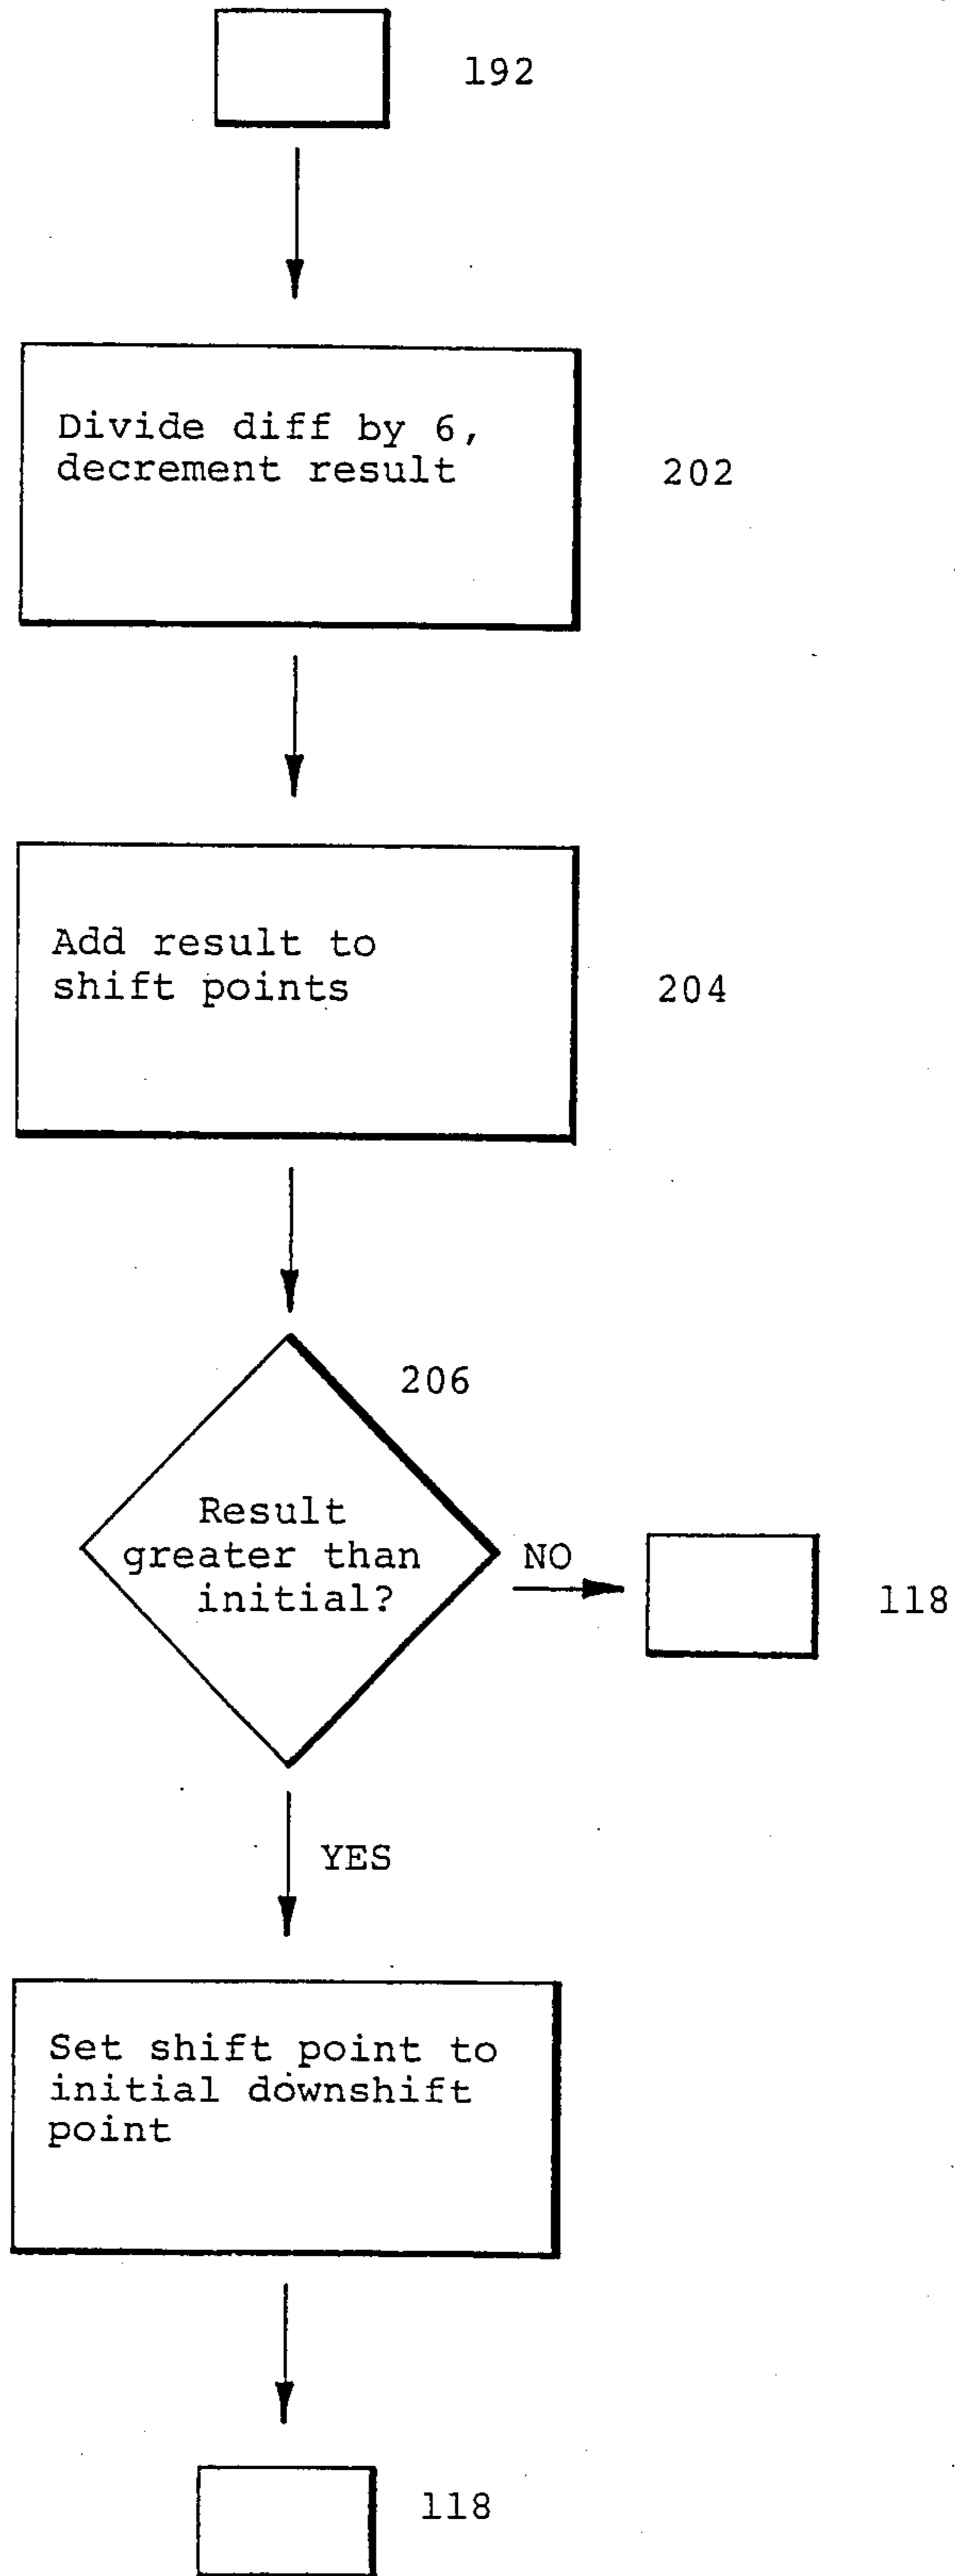 192
Divide diff by 6,
decrement result
202
Add result to
shift points
204
206
Result
greater than
initial?
NO
118
YES
Set shift point to
initial downshift
point
118